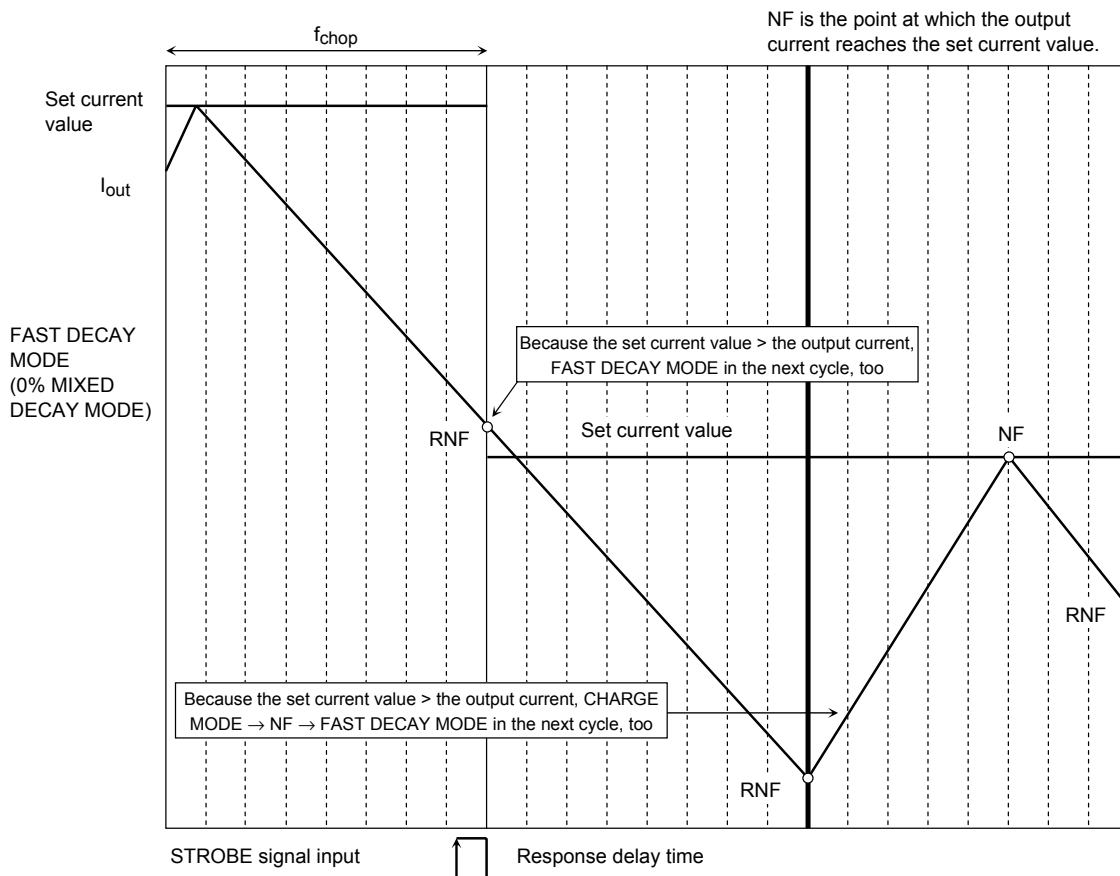 NF is the point at which the output
current reaches the set current value.
fchop
Set current
value
Iout
FAST DECAY
MODE
(0% MIXED
DECAY MODE)
Because the set current value > the output current,
FAST DECAY MODE in the next cycle, too
RNF
Set current value
NF
RNF
Because the set current value > the output current, CHARGE
MODE → NF → FAST DECAY MODE in the next cycle, too
RNF
STROBE signal input
Response delay time